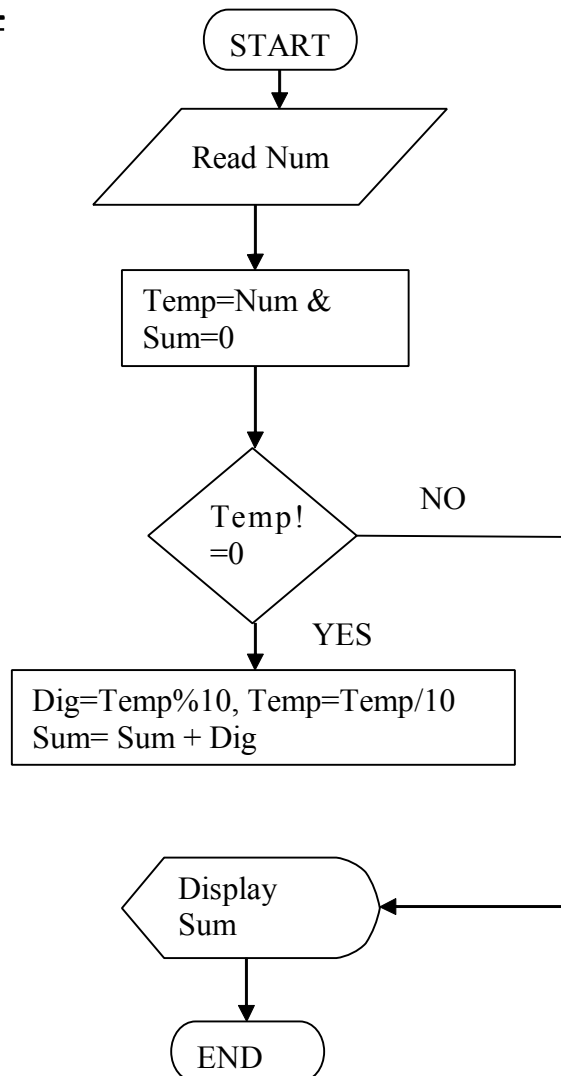 :
START
Read Num
Temp=Num &
Sum=0
Temp!
=0
NO
YES
Dig=Temp%10, Temp=Temp/10
Sum= Sum + Dig
Display
Sum
END